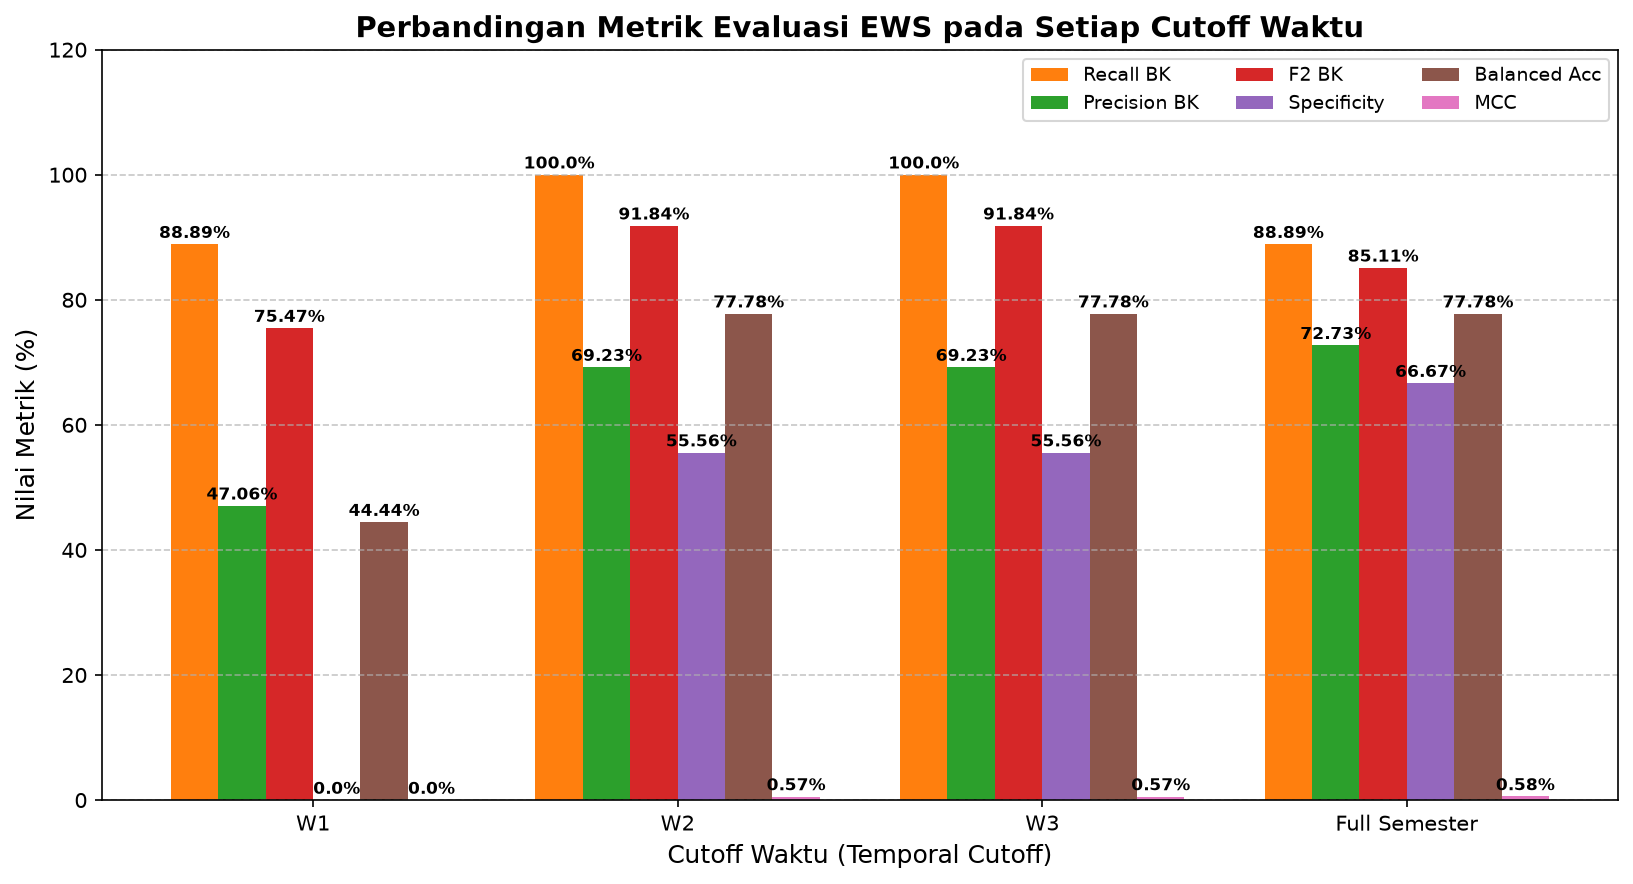 Perbandingan Metrik Evaluasi EWS pada Setiap Cutoff Waktu
Recall BK
Precision BK
F2 BK
Specificity
Balanced Acc
MCC
Nilai Metrik (%)
120
100
80
60
40
20
0
88.89%
47.06%
75.47%
0.0%
44.44%
0.0%
100.0%
69.23%
91.84%
55.56%
77.78%
0.57%
100.0%
69.23%
91.84%
55.56%
77.78%
0.57%
88.89%
72.73%
85.11%
66.67%
77.78%
0.58%
W1
W2
W3
Full Semester
Cutoff Waktu (Temporal Cutoff)